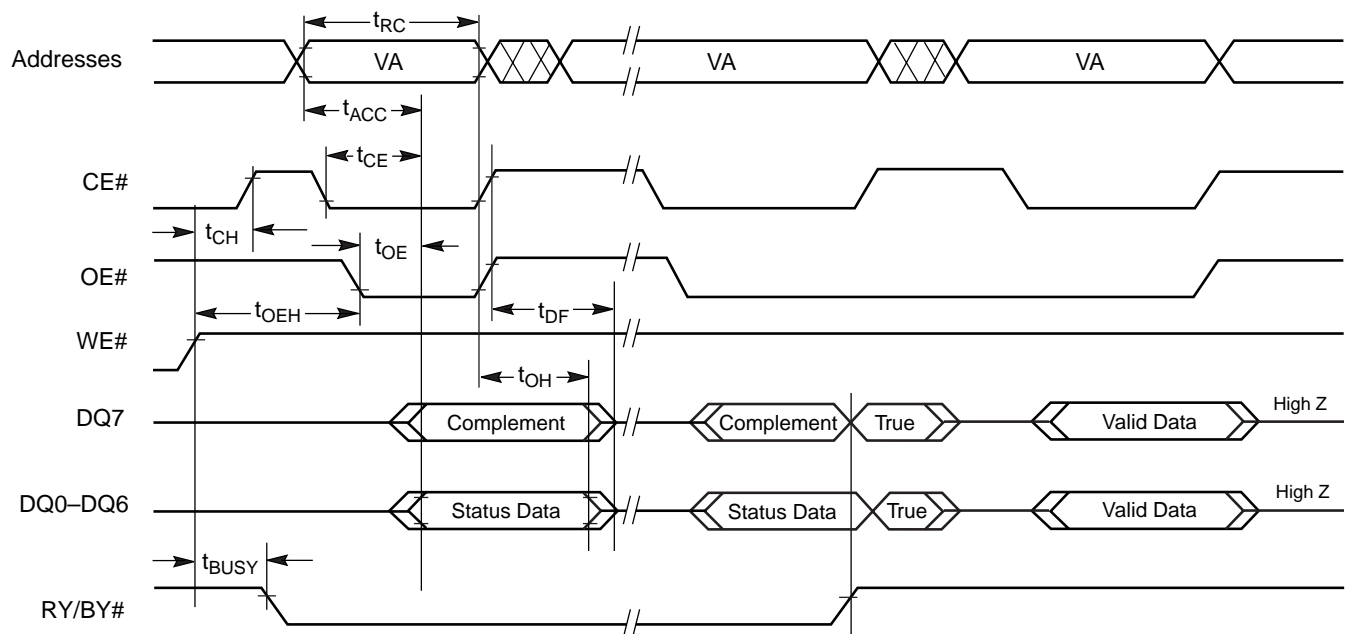 tRC
Addresses VA VA VA
tACC
tCE
CE#
tCH tOE
OE#
tOEH tDF
WE#
tOH
DQ7 Complement Complement True Valid Data High Z
DQ0–DQ6 Status Data Status Data True Valid Data High Z
tBUSY
RY/BY#